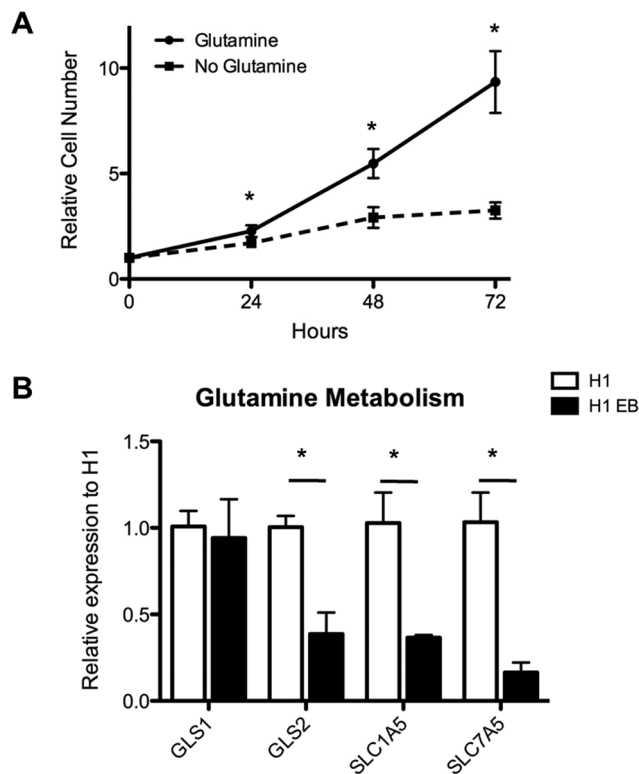 A
Glutamine
No Glutamine
Relative Cell Number
10
5
0
*
*
*
0 24 48 72
Hours
B
Glutamine Metabolism
H1
H1 EB
Relative expression to H1
1.5
1.0
0.5
0.0
* * *
GLS1 GLS2 SLC1A5 SLC7A5